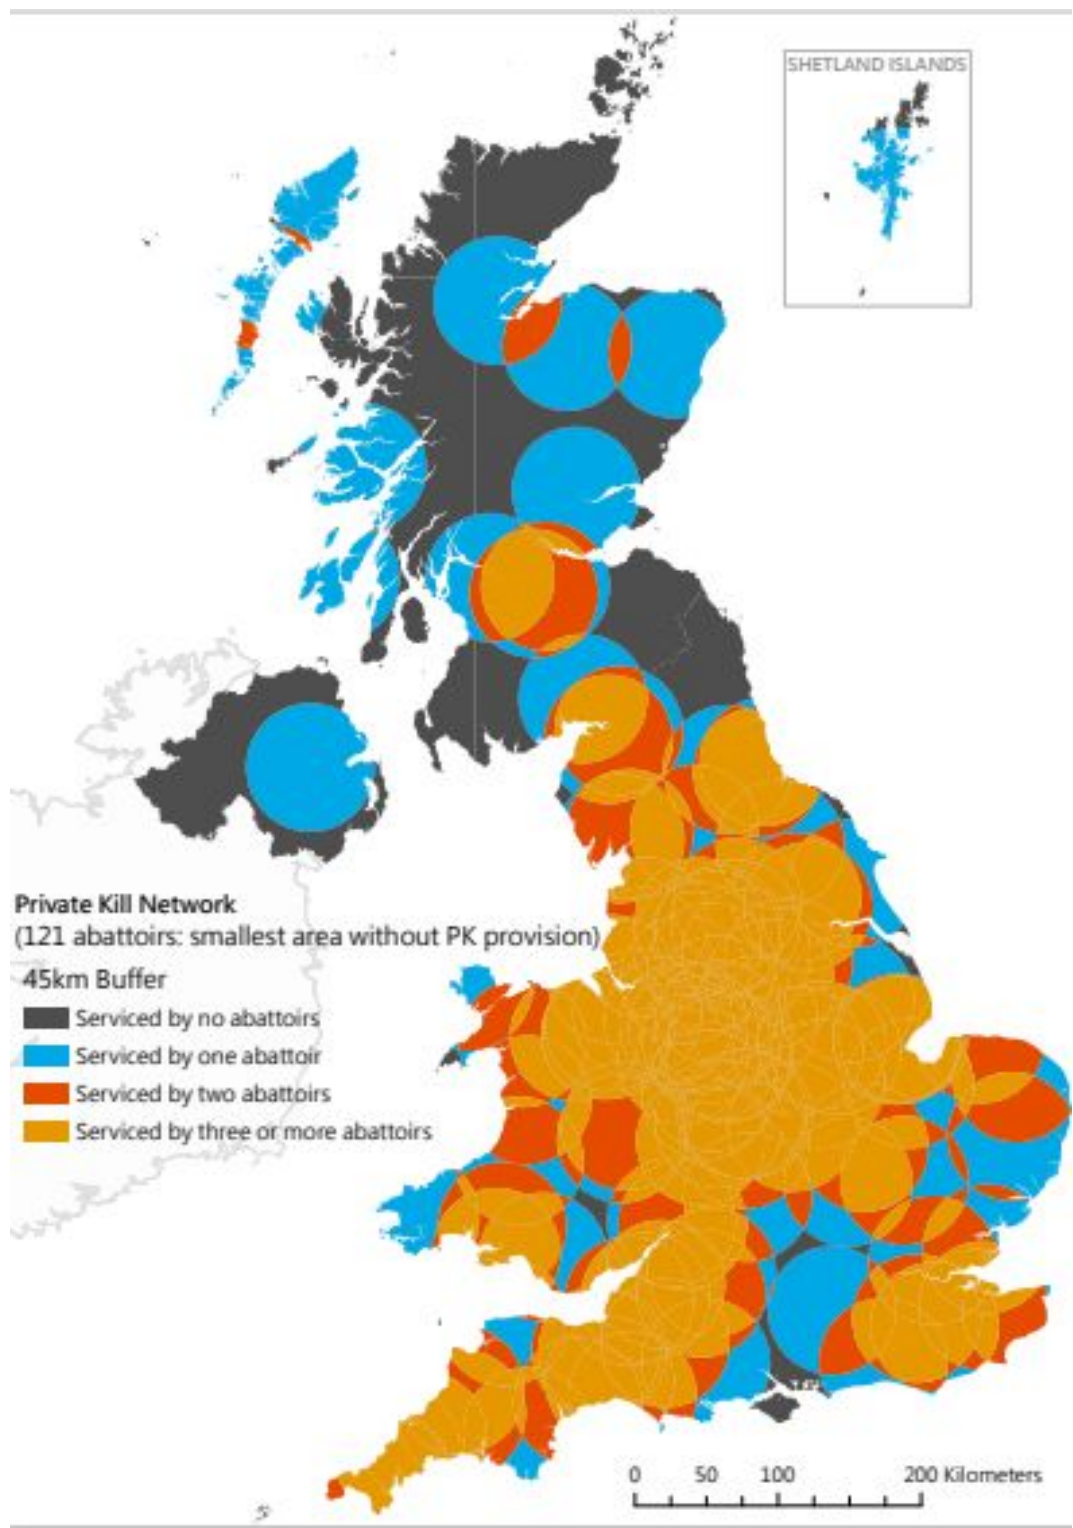 SHETLAND ISLANDS
Private Kill Network
(121 abattoirs: smallest area without PK provision)
45km Buffer
Serviced by no abattoirs
Serviced by one abattoir
Serviced by two abattoirs
Serviced by three or more abattoirs
0 50 100 200 Kilometers